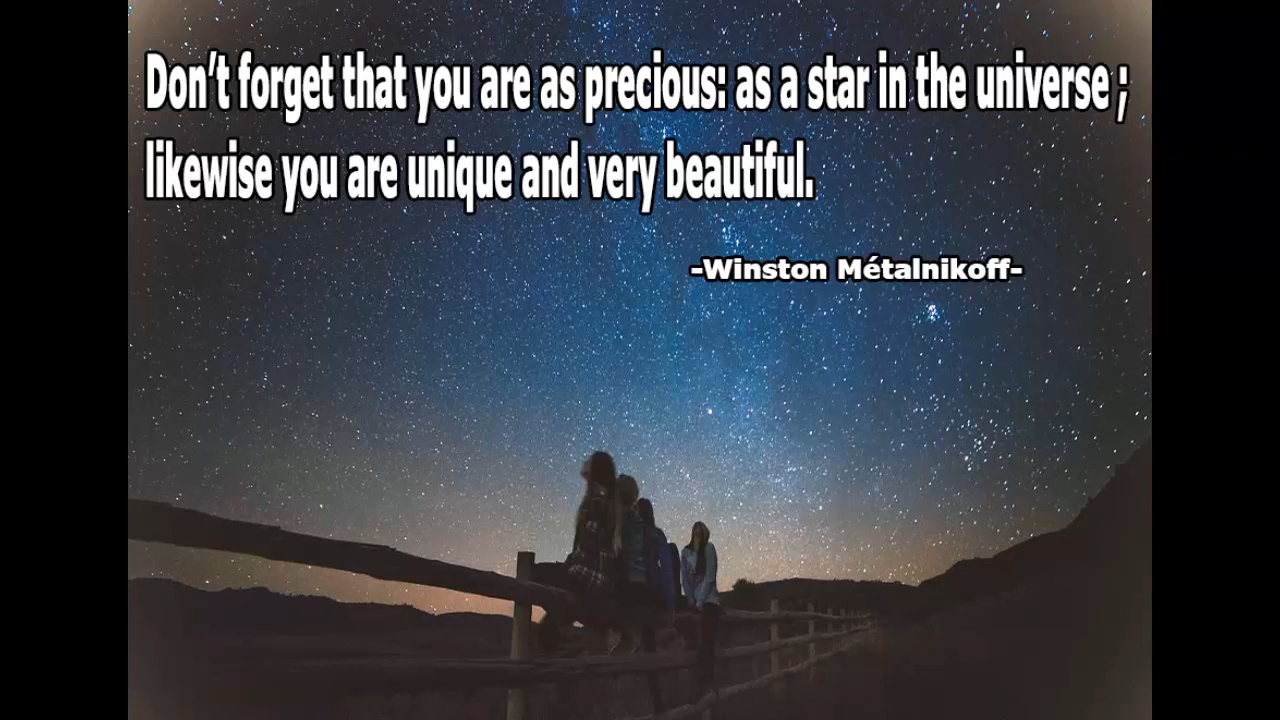 Don’t forget that you are as precious: as a star in the universe ;
likewise you are unique and very beautiful.
-Winston Métalnikoff-